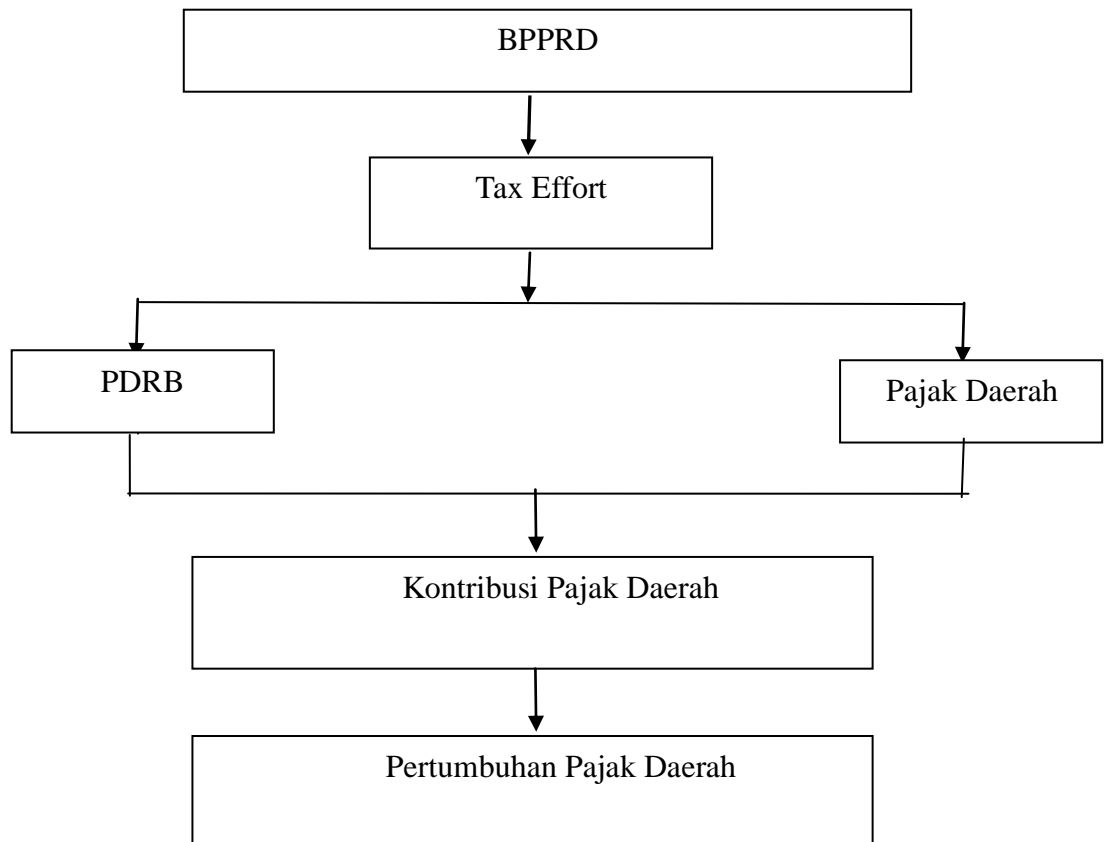 BPPRD
Tax Effort
PDRB
Pajak Daerah
Kontribusi Pajak Daerah
Pertumbuhan Pajak Daerah